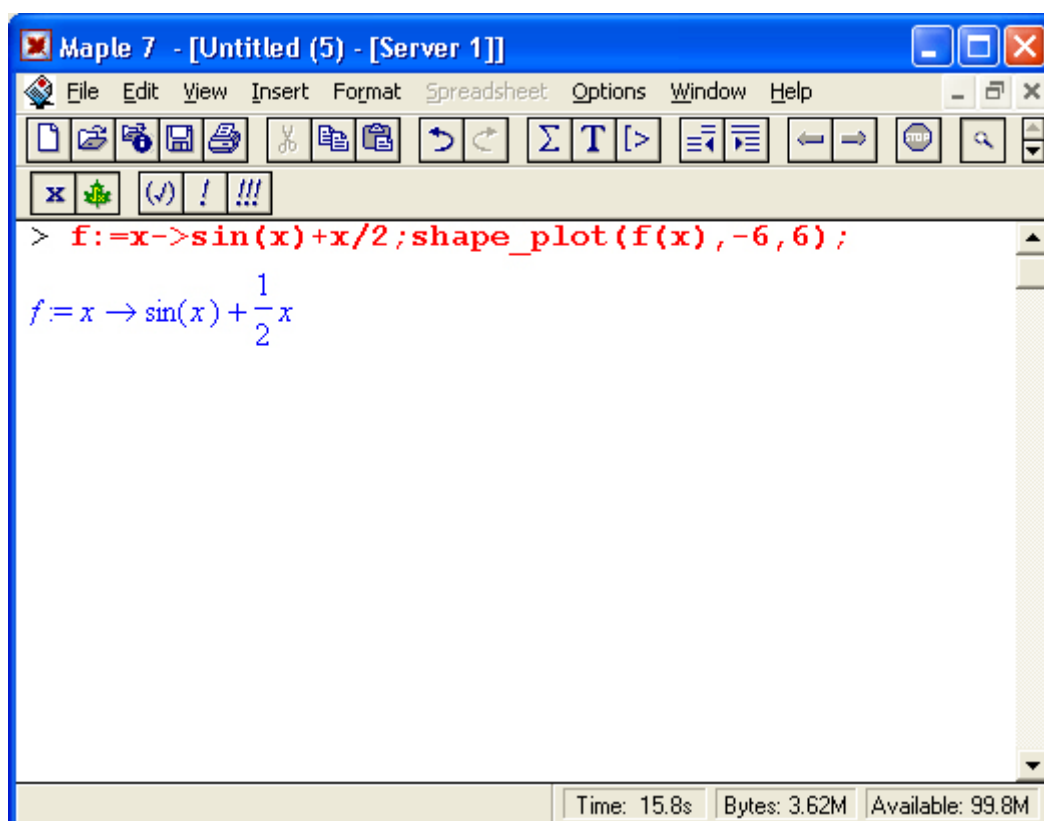 Maple 7 - [Untitled (5) - [Server 1]]
File Edit View Insert Format Spreadsheet Options Window Help
Σ T [>
x (√) ! !!!
> f:=x->sin(x)+x/2;shape_plot(f(x),-6,6);
f := x → sin(x) + 1/2 x
Time: 15.8s Bytes: 3.62M Available: 99.8M